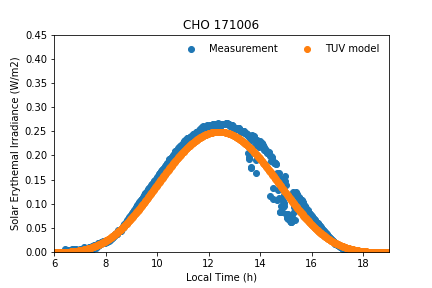 CHO 171006
Measurement
TUV model
Solar Erythemal Irradiance (W/m2)
0.45
0.40
0.35
0.30
0.25
0.20
0.15
0.10
0.05
0.00
6 8 10 12 14 16 18
Local Time (h)